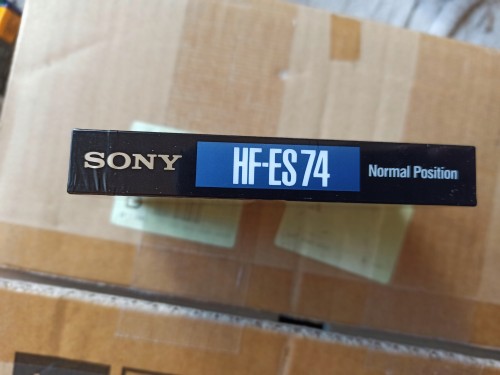 SONY HF-ES 74 Normal Position